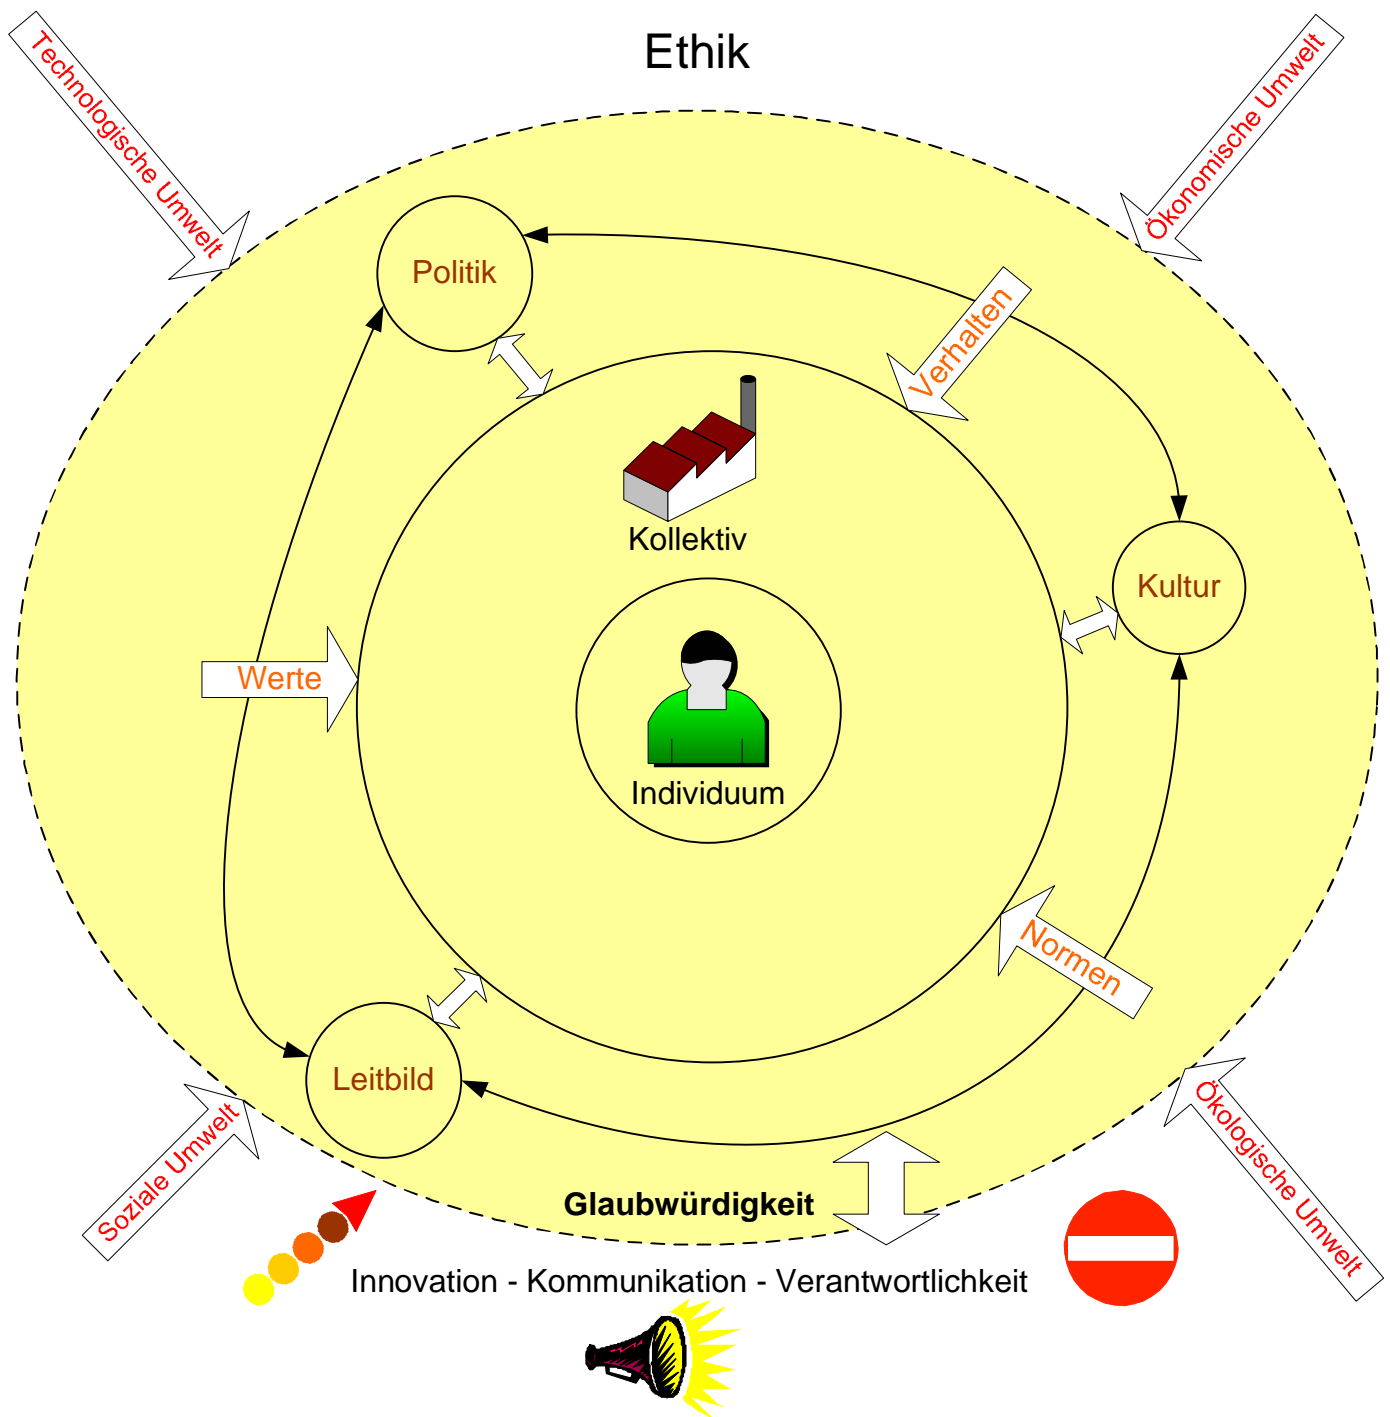 Ethik
Technologische Umwelt
Ökonomische Umwelt
Politik
Verhalten
Kollektiv
Kultur
Werte
Individuum
Normen
Leitbild
Soziale Umwelt
Ökologische Umwelt
Glaubwürdigkeit
Innovation - Kommunikation - Verantwortlichkeit